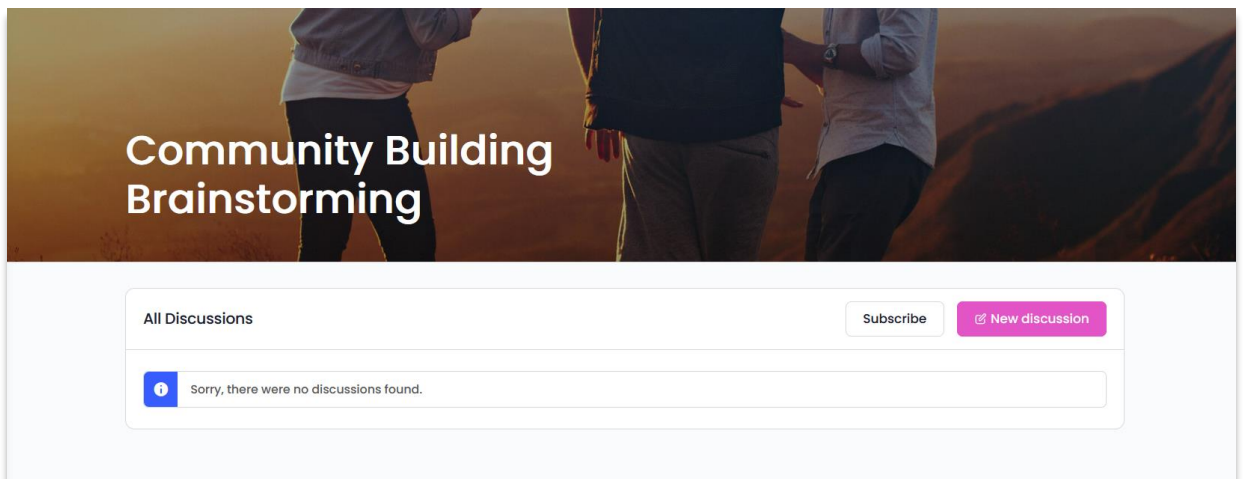 Community Building
Brainstorming
All Discussions
Subscribe
New discussion
Sorry, there were no discussions found.